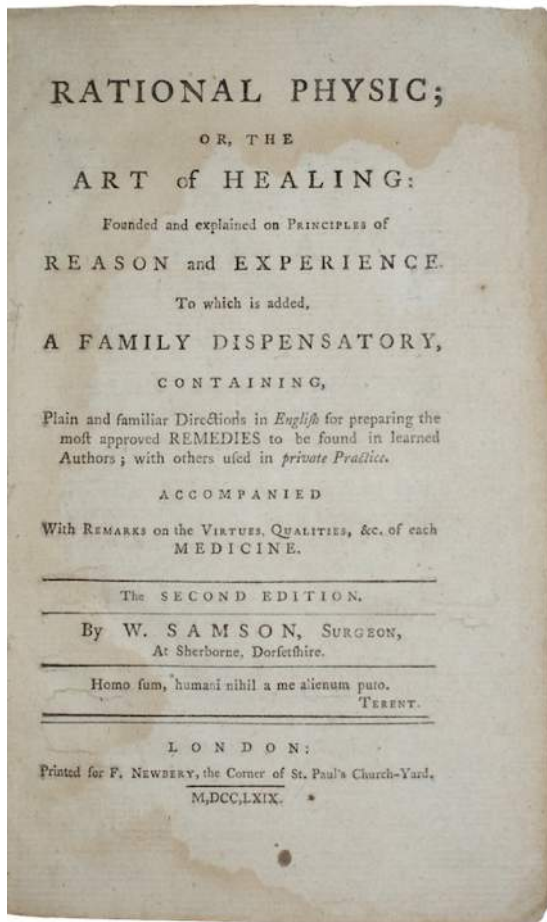 RATIONAL PHYSIC;
OR, THE
ART of HEALING:
Founded and explained on PRINCIPLES of
REASON and EXPERIENCE.
To which is added,
A FAMILY DISPENSATORY,
CONTAINING,
Plain and familiar Directions in Engliſh for preparing the
moſt approved REMEDIES to be found in learned
Authors; with others uſed in private Practice.
ACCOMPANIED
With REMARKS on the VIRTUES, QUALITIES, &c. of each
MEDICINE.
The SECOND EDITION.
By W. SAMSON, SURGEON,
At Sherborne, Dorſetſhire.
Homo ſum, humani nihil a me alienum puto.
TERENT.
LONDON:
Printed for F. NEWBERY, the Corner of St. Paul's Church-Yard.
M,DCC,LXIX.